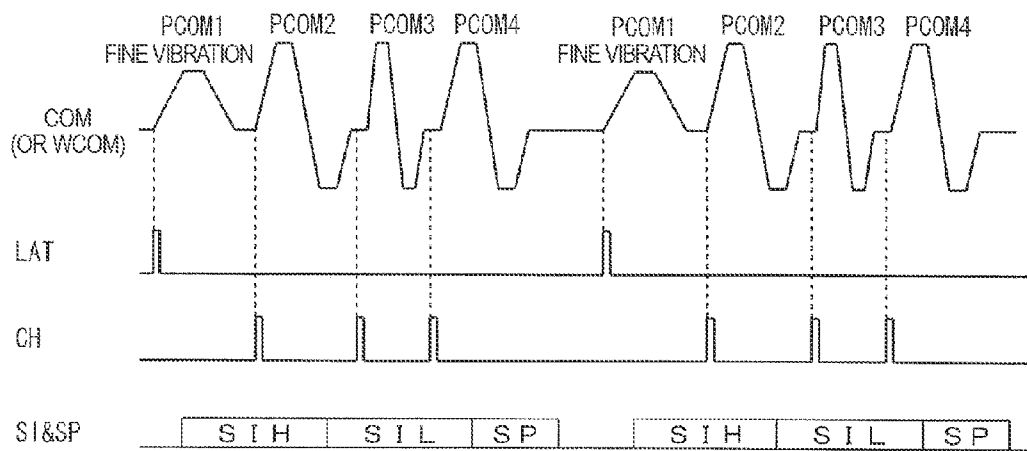 PCOM1 PCOM2 PCOM3 PCOM4 PCOM1 PCOM2 PCOM3 PCOM4
FINE VIBRATION FINE VIBRATION
COM
(OR WCOM)
LAT
CH
SI&SP SIH SIL SP SIH SIL SP